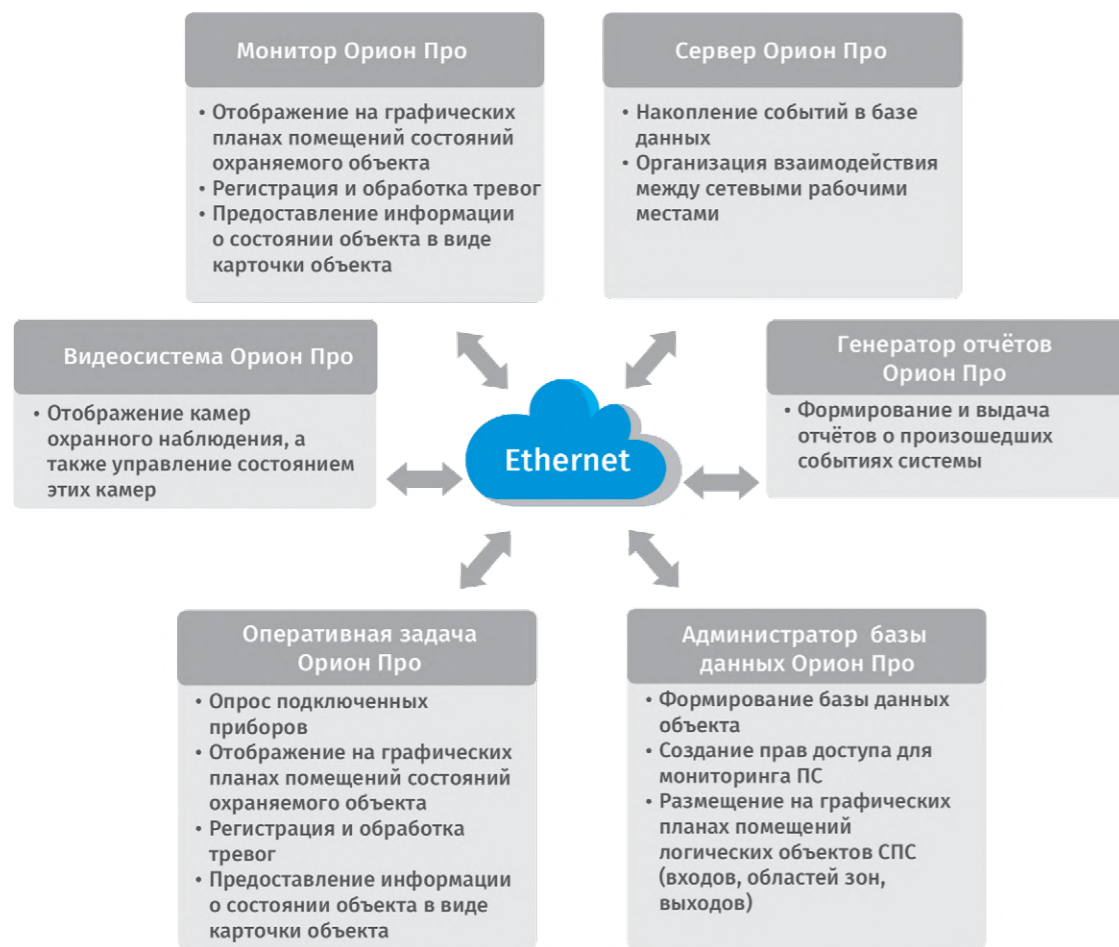 Монитор Орион Про
• Отображение на графических
планах помещений состояний
охраняемого объекта
• Регистрация и обработка тревог
• Предоставление информации
о состоянии объекта в виде
карточки объекта
Сервер Орион Про
• Накопление событий в базе
данных
• Организация взаимодействия
между сетевыми рабочими
местами
Видеосистема Орион Про
• Отображение камер
охранного наблюдения, а
также управление состоянием
этих камер
Ethernet
Генератор отчётов
Орион Про
• Формирование и выдача
отчётов о произошедших
событиях системы
Оперативная задача
Орион Про
• Опрос подключенных
приборов
• Отображение на графических
планах помещений состояний
охраняемого объекта
• Регистрация и обработка
тревог
• Предоставление информации
о состоянии объекта в виде
карточки объекта
Администратор базы
данных Орион Про
• Формирование базы данных
объекта
• Создание прав доступа для
мониторинга ПС
• Размещение на графических
планах помещений
логических объектов СПС
(входов, областей зон,
выходов)